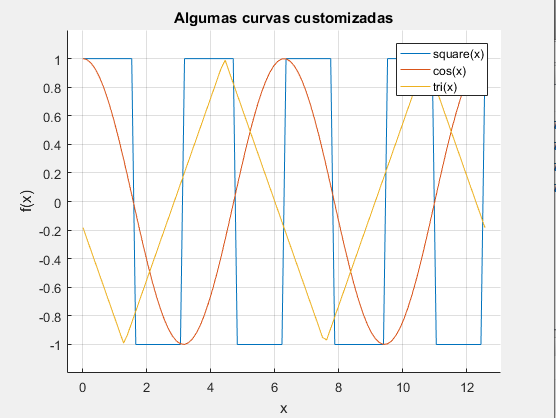 Algumas curvas customizadas
square(x)
cos(x)
tri(x)
1
0.8
0.6
0.4
0.2
0
-0.2
-0.4
-0.6
-0.8
-1
f(x)
0 2 4 6 8 10 12
x